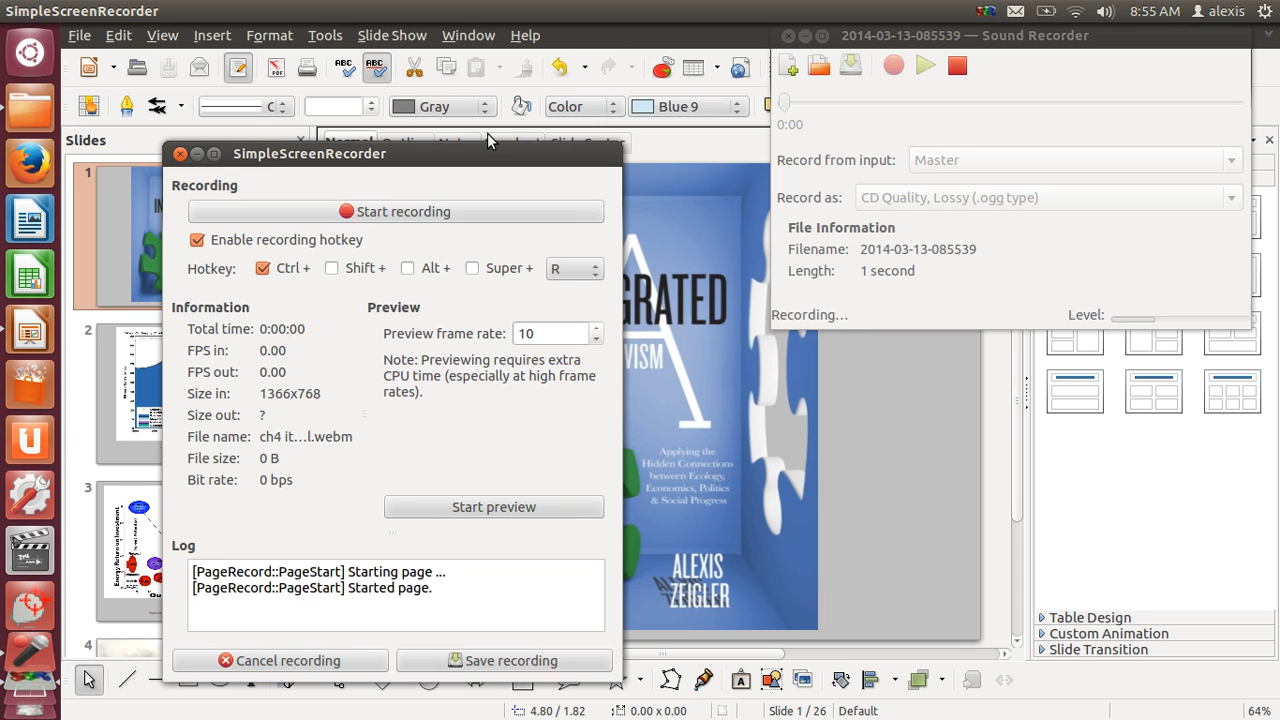 SimpleScreenRecorder
8:55 AM
alexis
File Edit View Insert Format Tools Slide Show Window Help
2014-03-13-085539 — Sound Recorder
Gray
Color
Blue 9
0:00
Record from input: Master
Record as: CD Quality, Lossy (.ogg type)
File Information
Filename: 2014-03-13-085539
Length: 1 second
Recording...
Level:
Slides
1
2
3
4
SimpleScreenRecorder
Recording
Start recording
Enable recording hotkey
Hotkey: Ctrl + Shift + Alt + Super + R
Information
Total time: 0:00:00
FPS in: 0.00
FPS out: 0.00
Size in: 1366x768
Size out: ?
File name: ch4 it...l.webm
File size: 0 B
Bit rate: 0 bps
Preview
Preview frame rate: 10
Note: Previewing requires extra
CPU time (especially at high frame
rates).
Start preview
Log
[PageRecord::PageStart] Starting page ...
[PageRecord::PageStart] Started page.
Cancel recording
Save recording
GRATED
VISM
Applying the
Hidden Connections
between Ecology,
Economics, Politics
& Social Progress
ALEXIS
ZEIGLER
Table Design
Custom Animation
Slide Transition
4.80 / 1.82
0.00 x 0.00
Slide 1 / 26
Default
64%